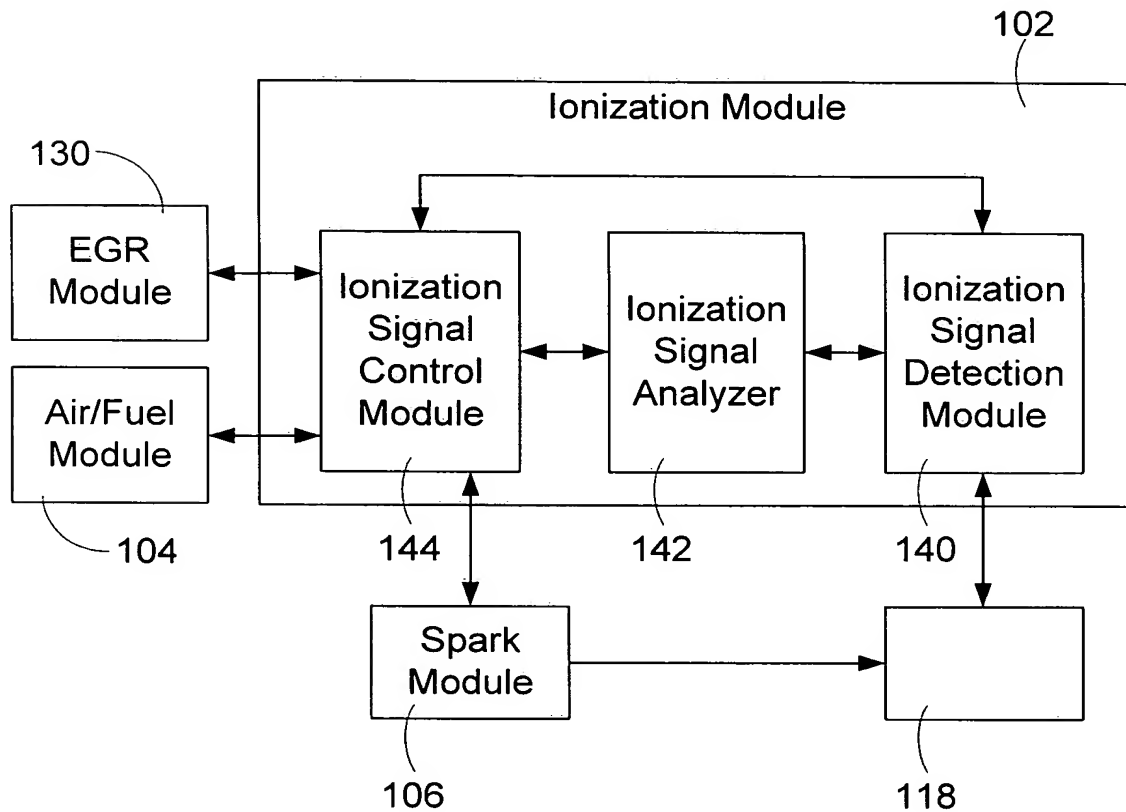 102
Ionization Module
130
EGR
Module
Ionization
Signal
Control
Module
Ionization
Signal
Analyzer
Ionization
Signal
Detection
Module
Air/Fuel
Module
104
144
142
140
Spark
Module
106
118